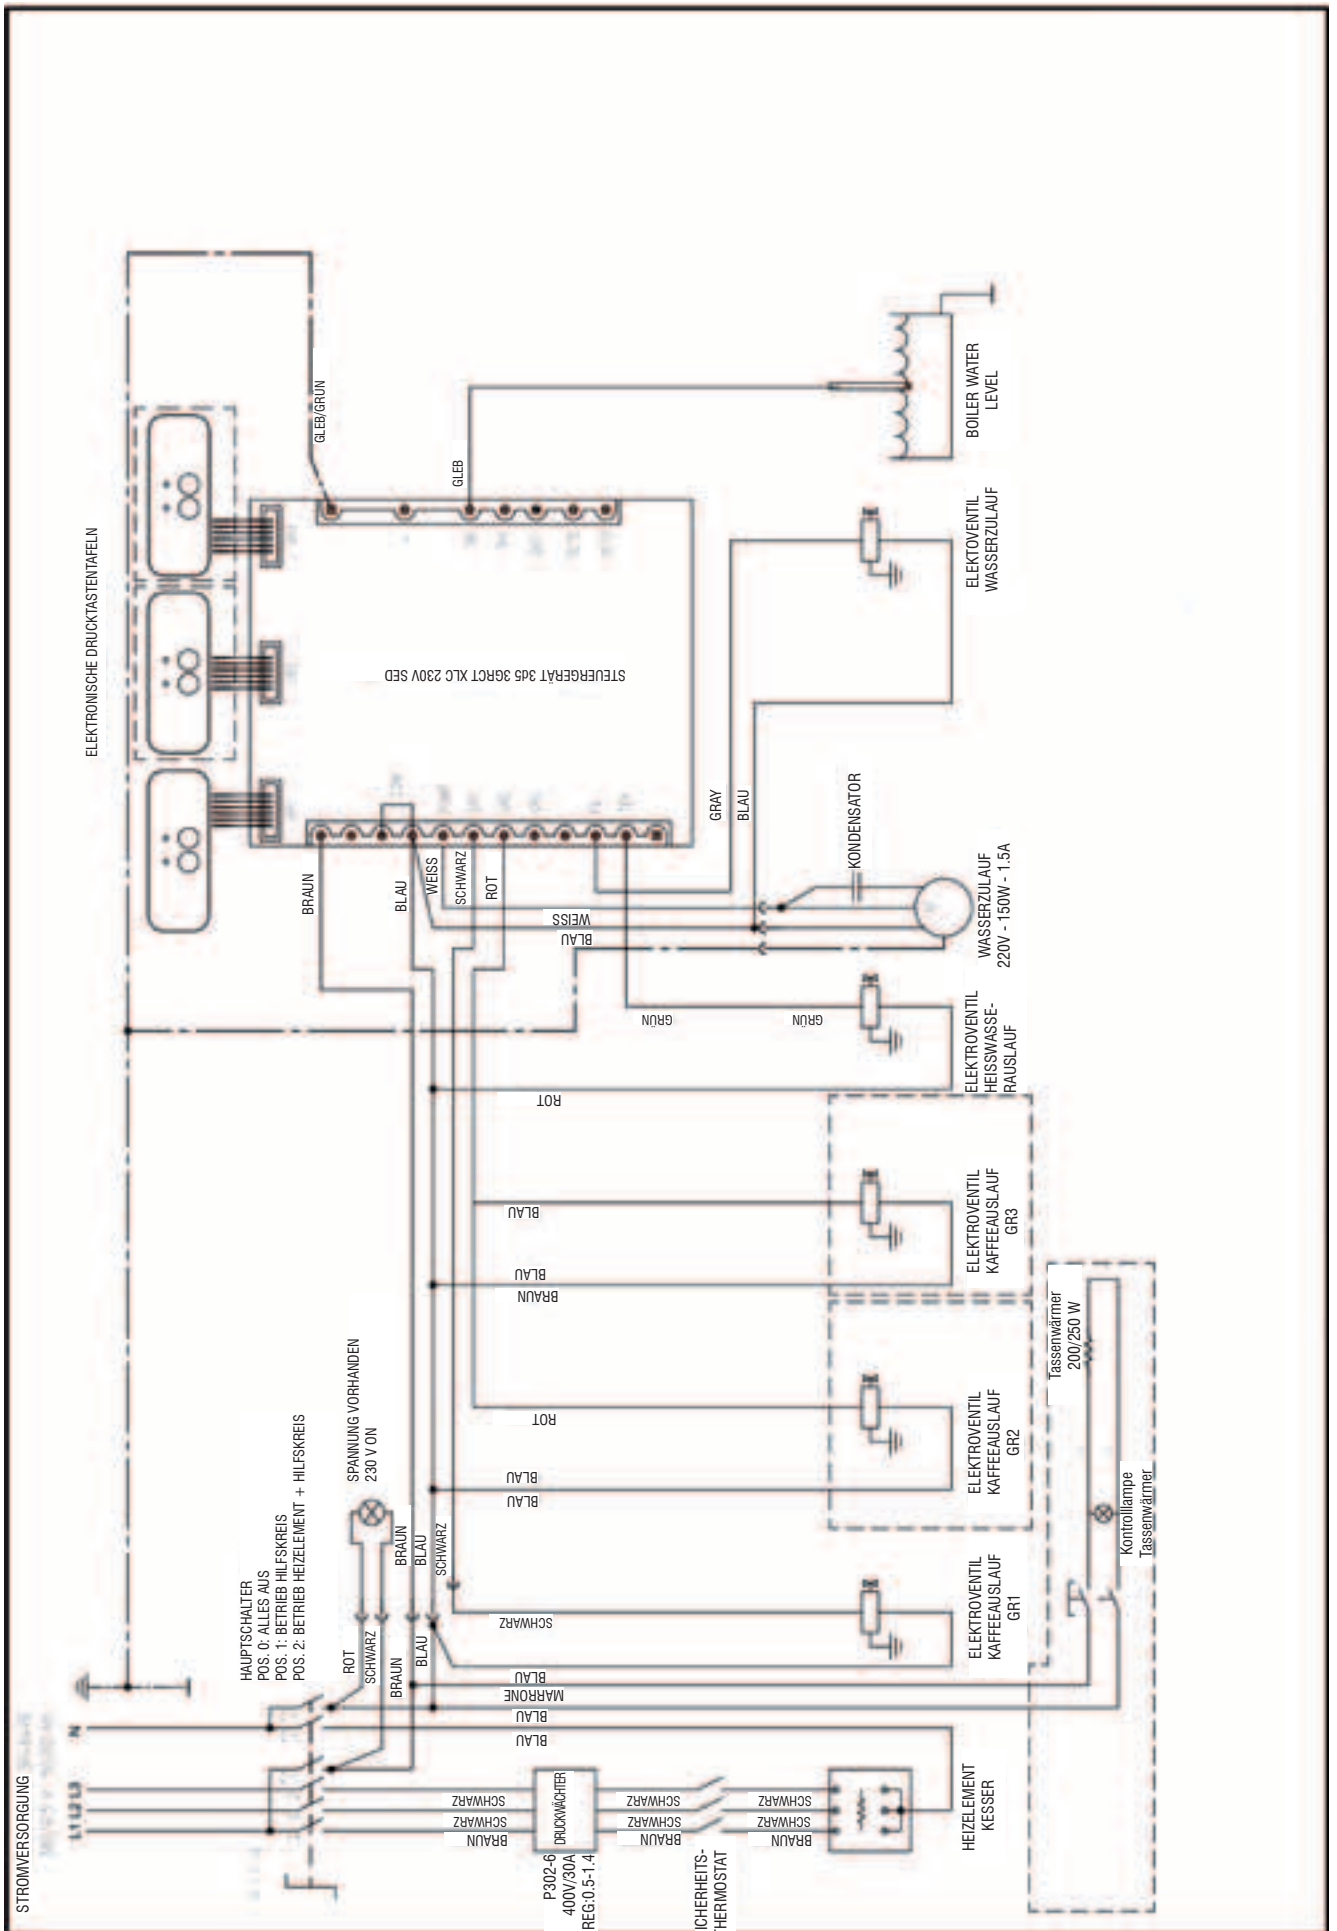 STROMVERSORGUNG
L1 L2 L3
N
HAUPTSCHALTER
POS. 0: ALLES AUS
POS. 1: BETRIEB HILFSKREIS
POS. 2: BETRIEB HEIZELEMENT + HILFSKREIS
SPANNUNG VORHANDEN
230 V ON
ELEKTRONISCHE DRUCKTASTENTAFELN
GLEB/GRÜN
GLEB
STEUERGERÄT 3d5 3GRCT XLC 230V SED
BRAUN
BLAU
WEISS
SCHWARZ
ROT
GRAY
BLAU
WEISS
BLAU
KONDENSATOR
GRÜN
GRÜN
ROT
BLAU
BLAU
BRAUN
ROT
BLAU
BLAU
BRAUN
BLAU
SCHWARZ
ROT
SCHWARZ
BRAUN
BLAU
SCHWARZ
BLAU
MARRONE
BLAU
BLAU
SCHWARZ
SCHWARZ
BRAUN
P302-6
400V/30A
REG:0.5-1.4
DRUCKWÄCHTER
SCHWARZ
SCHWARZ
BRAUN
ICHERHEITS-
THERMOSTAT
SCHWARZ
SCHWARZ
BRAUN
HEIZELEMENT
KESSER
ELEKTROVENTIL
KAFFEEAUSLAUF
GR1
ELEKTROVENTIL
KAFFEEAUSLAUF
GR2
ELEKTROVENTIL
KAFFEEAUSLAUF
GR3
ELEKTROVENTIL
HEISSWASSE-
RAUSLAUF
WASSERZULAUF
220V - 150W - 1.5A
ELEKTOVENTIL
WASSERZULAUF
BOILER WATER
LEVEL
Kontrolllampe
Tassenwärmer
Tassenwärmer
200/250 W